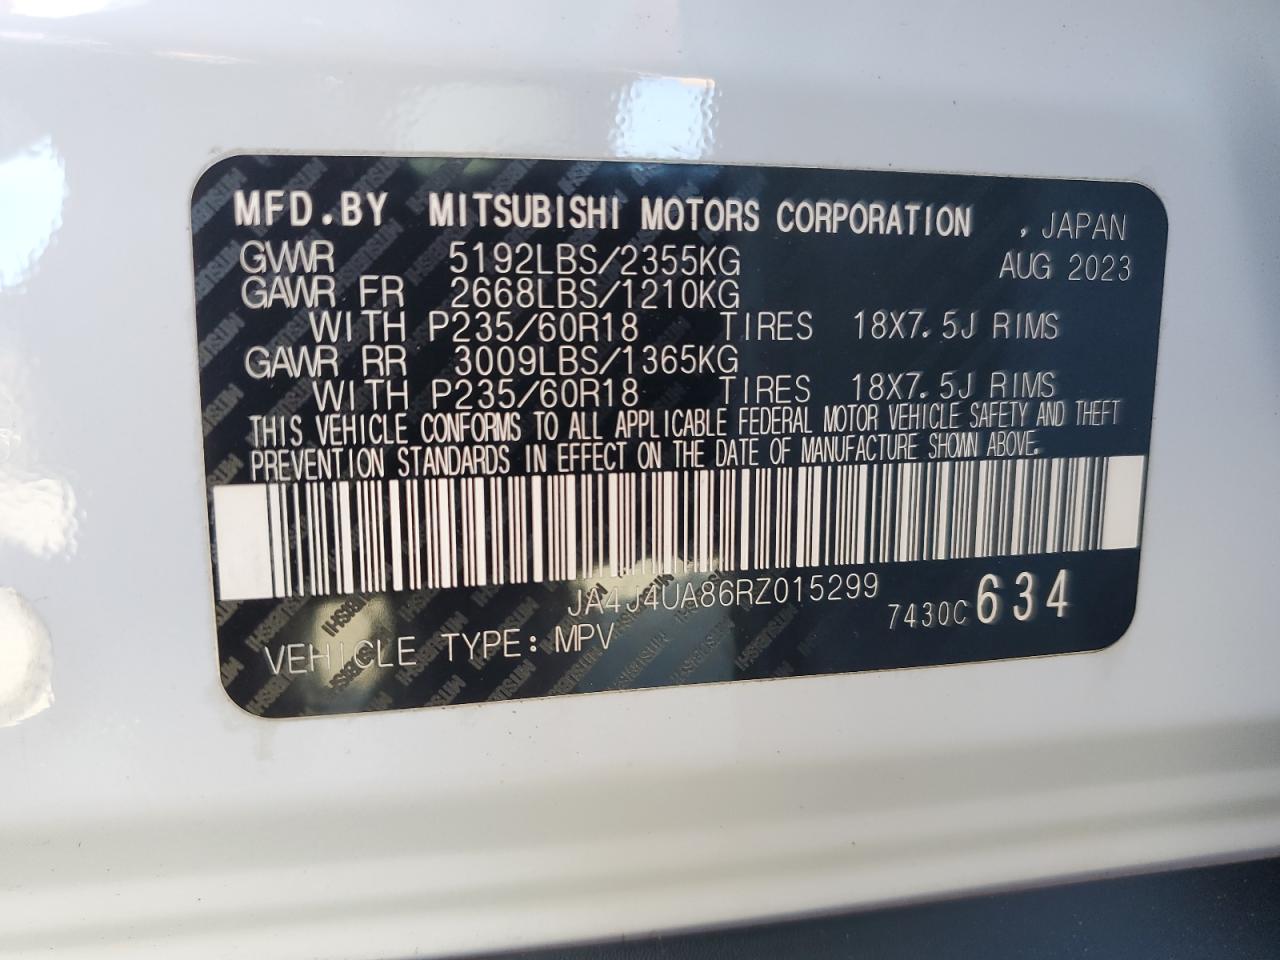 MFD.BY MITSUBISHI MOTORS CORPORATION , JAPAN
GVWR 5192LBS/2355KG AUG 2023
GAWR FR 2668LBS/1210KG
WITH P235/60R18 TIRES 18X7.5J RIMS
GAWR RR 3009LBS/1365KG
WITH P235/60R18 TIRES 18X7.5J RIMS
THIS VEHICLE CONFORMS TO ALL APPLICABLE FEDERAL MOTOR VEHICLE SAFETY AND THEFT
PREVENTION STANDARDS IN EFFECT ON THE DATE OF MANUFACTURE SHOWN ABOVE.
JA4J4UA86RZ015299
7430C 634
VEHICLE TYPE: MPV